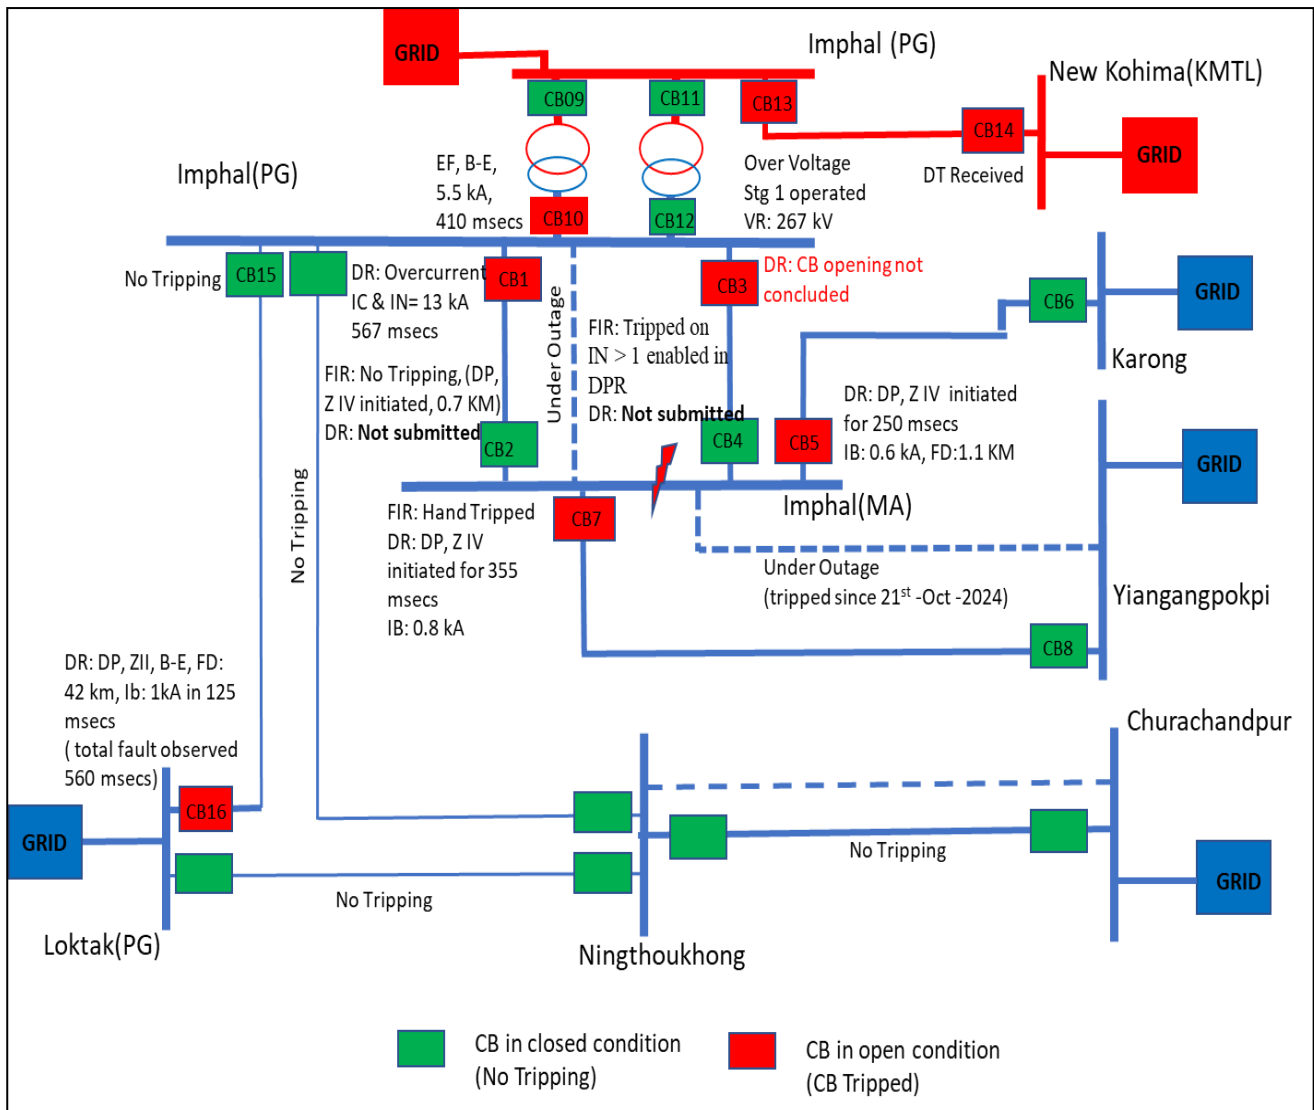 GRID
Imphal (PG)
New Kohima(KMTL)
CB09
CB11
CB13
CB14
GRID
DT Received
Imphal(PG)
EF, B-E,
5.5 kA,
410 msecs
CB10
CB12
Over Voltage
Stg 1 operated
VR: 267 kV
No Tripping
CB15
DR: Overcurrent
IC & IN= 13 kA
567 msecs
CB1
Under Outage
CB3
DR: CB opening not
concluded
CB6
GRID
Karong
FIR: Tripped on
IN > 1 enabled in
DPR
DR: Not submitted
FIR: No Tripping, (DP,
Z IV initiated, 0.7 KM)
DR: Not submitted
CB2
CB4
CB5
DR: DP, Z IV  initiated
for 250 msecs
IB: 0.6 kA, FD:1.1 KM
GRID
Imphal(MA)
No Tripping
FIR: Hand Tripped
DR: DP, Z IV
initiated for 355
msecs
IB: 0.8 kA
CB7
Under Outage
(tripped since 21st -Oct -2024)
Yiangangpokpi
CB8
DR: DP, ZII, B-E, FD:
42 km, Ib: 1kA in 125
msecs
( total fault observed
560 msecs)
CB16
GRID
Churachandpur
No Tripping
No Tripping
GRID
Loktak(PG)
Ningthoukhong
CB in closed condition
(No Tripping)
CB in open condition
(CB Tripped)